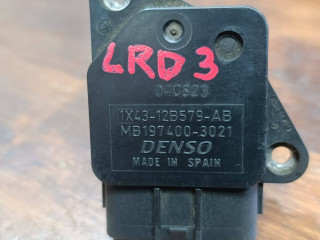 LRD 3
040523
1X43-12B579-AB
MB197400-3021
DENSO
MADE IN SPAIN